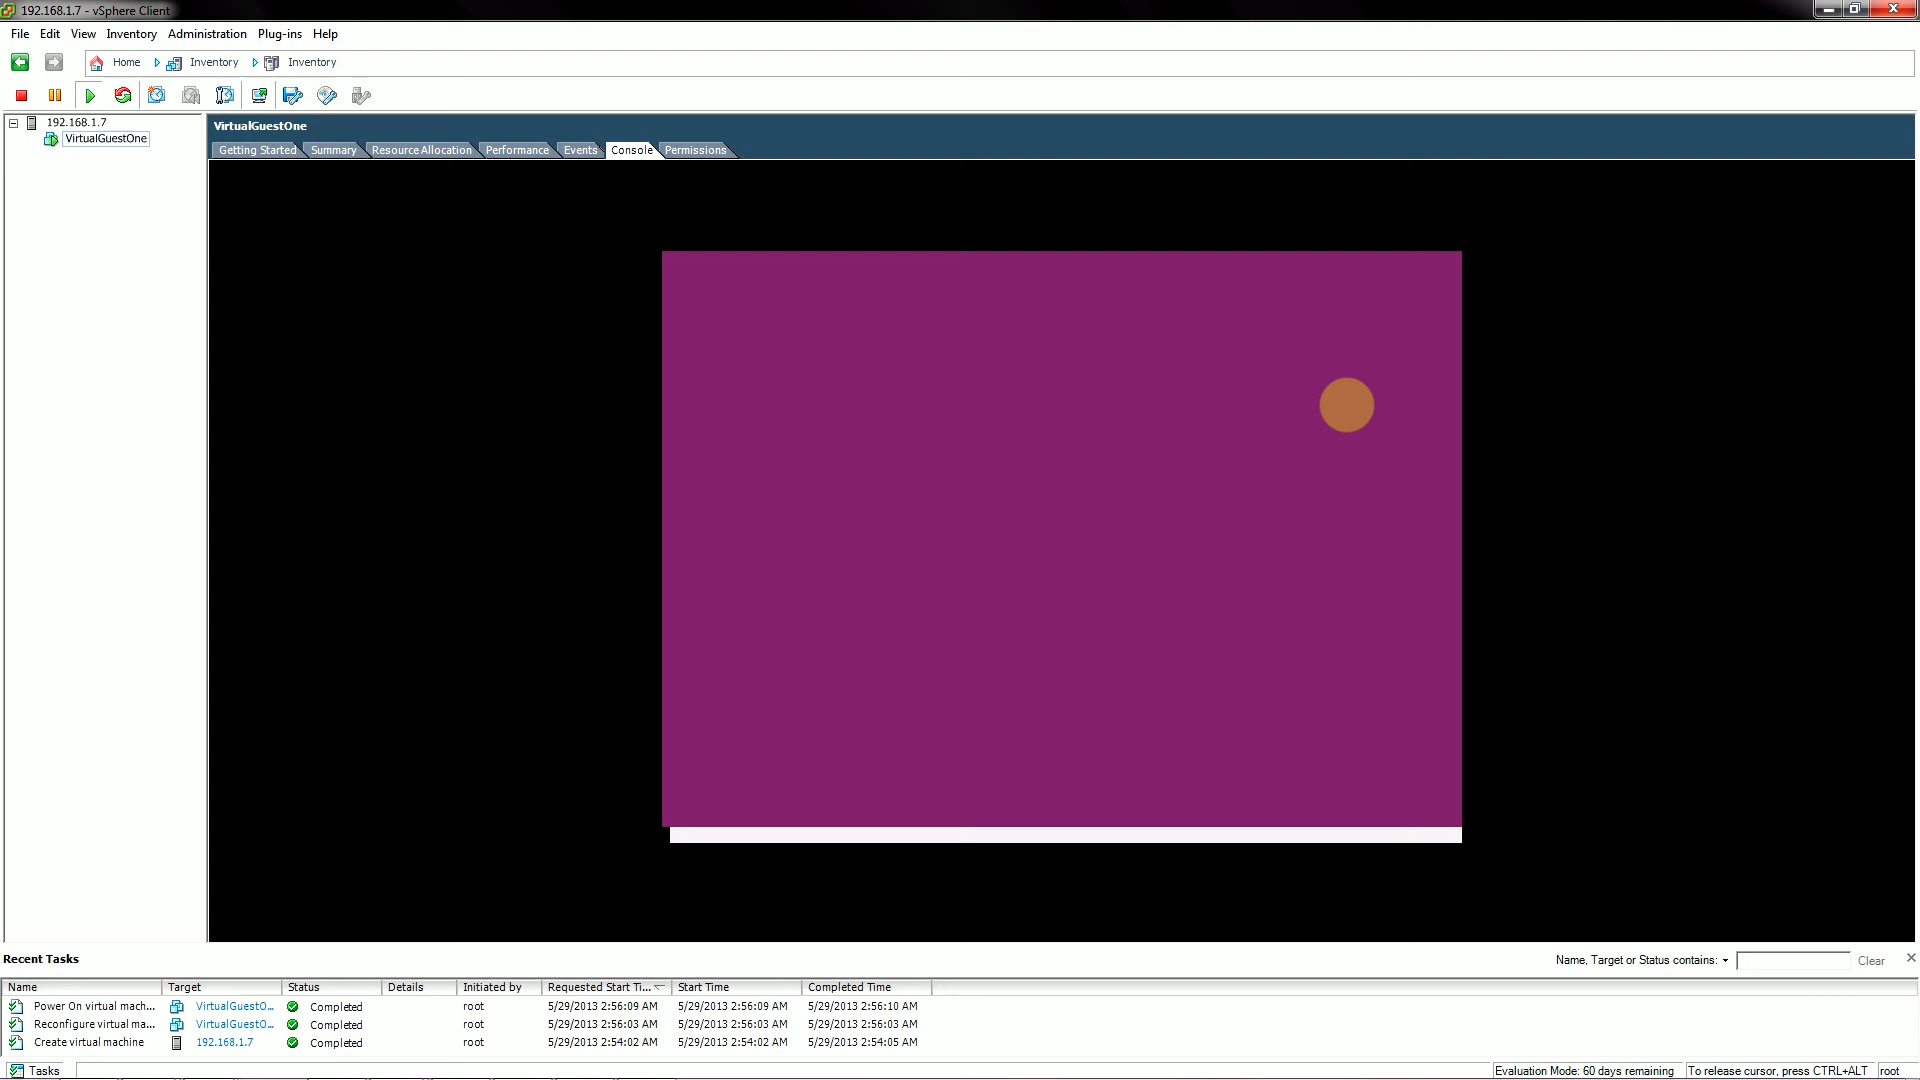 192.168.1.7 - vSphere Client
File Edit View Inventory Administration Plug-ins Help
Home Inventory Inventory
192.168.1.7
VirtualGuestOne
VirtualGuestOne
Getting Started Summary Resource Allocation Performance Events Console Permissions
Recent Tasks
Name, Target or Status contains: Clear
Name Target Status Details Initiated by Requested Start Ti... Start Time Completed Time
Power On virtual mach... VirtualGuestO... Completed root 5/29/2013 2:56:09 AM 5/29/2013 2:56:09 AM 5/29/2013 2:56:10 AM
Reconfigure virtual ma... VirtualGuestO... Completed root 5/29/2013 2:56:03 AM 5/29/2013 2:56:03 AM 5/29/2013 2:56:03 AM
Create virtual machine 192.168.1.7 Completed root 5/29/2013 2:54:02 AM 5/29/2013 2:54:02 AM 5/29/2013 2:54:05 AM
Tasks Evaluation Mode: 60 days remaining To release cursor, press CTRL+ALT root